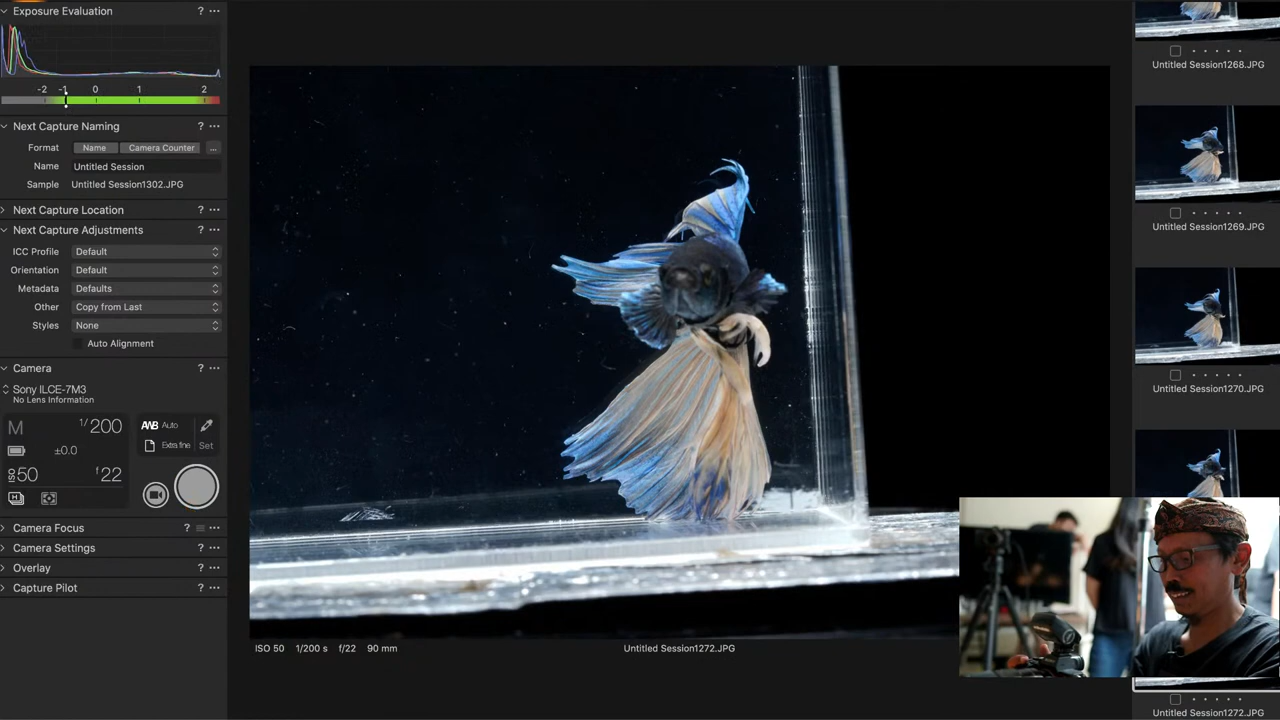 Exposure Evaluation ? ...
-2 -1 0 1 2
Next Capture Naming ? ...
Format Name Camera Counter ...
Name Untitled Session
Sample Untitled Session1302.JPG
Next Capture Location ? ...
Next Capture Adjustments ? ...
ICC Profile Default
Orientation Default
Metadata Defaults
Other Copy from Last
Styles None
Auto Alignment
Camera ? ...
Sony ILCE-7M3
No Lens Information
M 1/200 AWB Auto
±0.0 Extra fine Set
ISO 50 f22
Camera Focus ? ...
Camera Settings ? ...
Overlay ? ...
Capture Pilot ? ...
ISO 50 1/200 s f/22 90 mm
Untitled Session1272.JPG
Untitled Session1268.JPG
Untitled Session1269.JPG
Untitled Session1270.JPG
Untitled Session1272.JPG